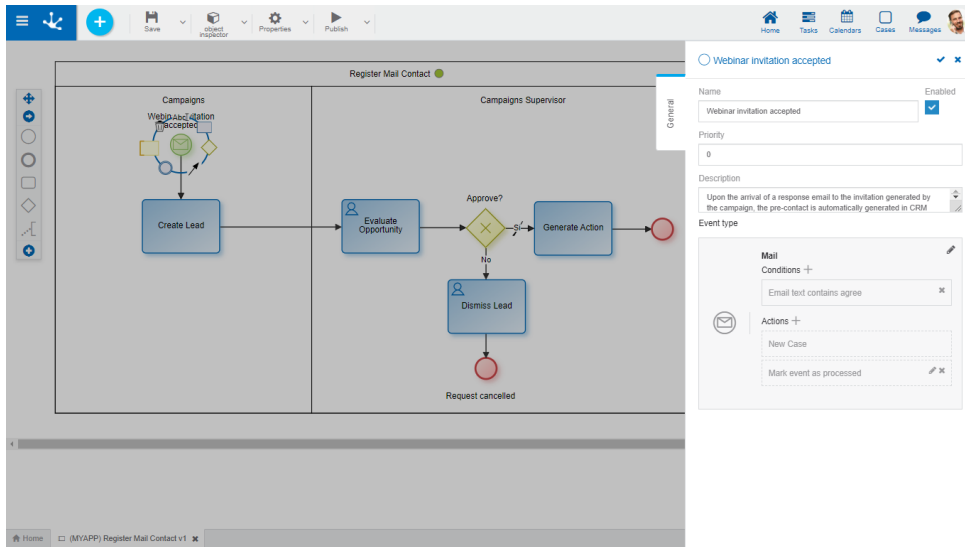 Save
object
inspector
Properties
Publish
Home
Tasks
Calendars
Cases
Messages
Register Mail Contact
Campaigns
Campaigns Supervisor
accepted
Abc
Create Lead
Evaluate
Opportunity
Approve?
Sí
No
Generate Action
Dismiss Lead
Request cancelled
General
Webinar invitation accepted
Name
Enabled
Webinar invitation accepted
Priority
0
Description
Upon the arrival of a response email to the invitation generated by
the campaign, the pre-contact is automatically generated in CRM
Event type
Mail
Conditions +
Email text contains agree
Actions +
New Case
Mark event as processed
Home
(MYAPP) Register Mail Contact v1